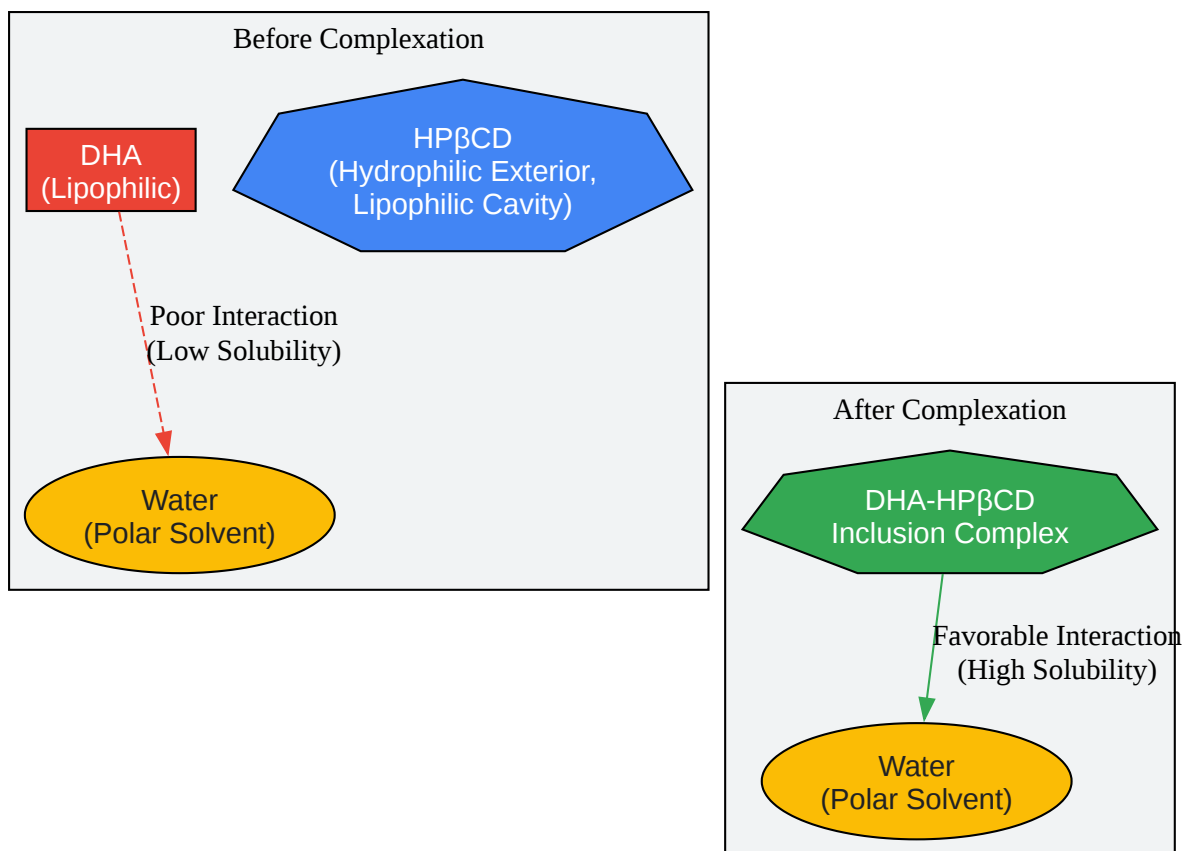 Before Complexation
DHA
(Lipophilic)
HPβCD
(Hydrophilic Exterior,
Lipophilic Cavity)
Poor Interaction
(Low Solubility)
Water
(Polar Solvent)
After Complexation
DHA-HPβCD
Inclusion Complex
Favorable Interaction
(High Solubility)
Water
(Polar Solvent)